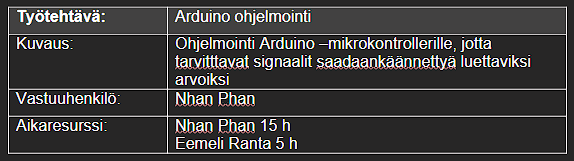 Työtehtävä: Arduino ohjelmointi
Kuvaus: Ohjelmointi Arduino –mikrokontrollerille, jotta
tarvitttavat signaalit saadaankäännettyä luettaviksi
arvoiksi
Vastuuhenkilö: Nhan Phan
Aikaresurssi: Nhan Phan 15 h
Eemeli Ranta 5 h